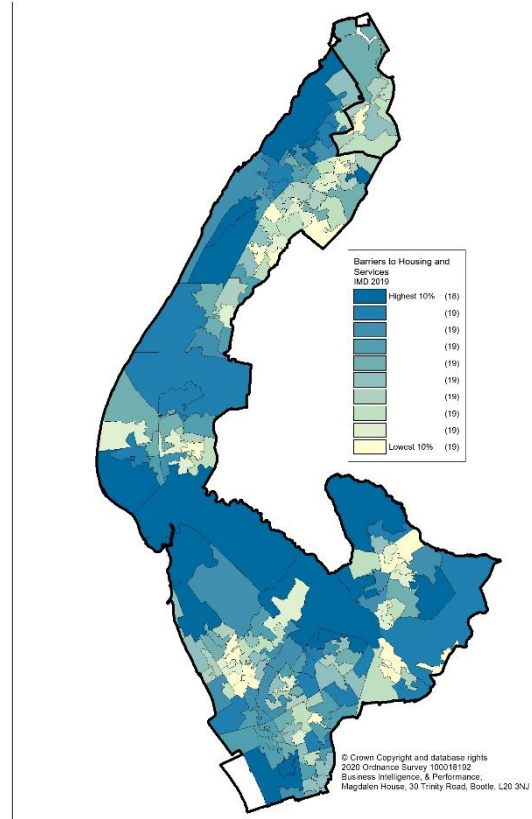 Barriers to Housing and
Services
IMD 2019
Highest 10% (18)
(19)
(19)
(19)
(19)
(19)
(19)
(19)
(19)
Lowest 10% (19)
© Crown Copyright and database rights
2020 Ordnance Survey 100018192
Business Intelligence, & Performance,
Magdalen House, 30 Trinity Road, Bootle, L20 3NJ